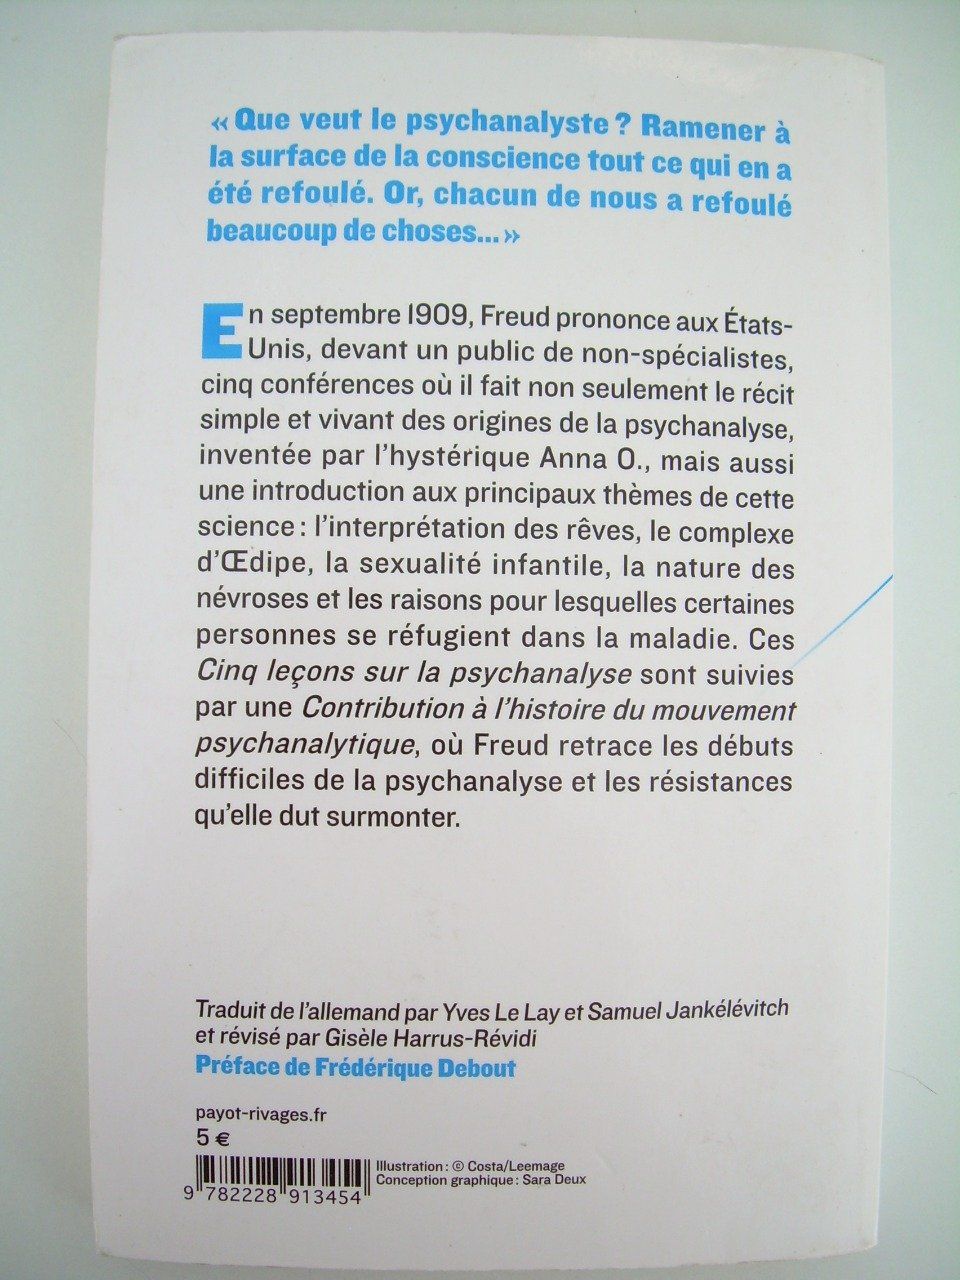 « Que veut le psychanalyste ? Ramener à
la surface de la conscience tout ce qui en a
été refoulé. Or, chacun de nous a refoulé
beaucoup de choses... »
En septembre 1909, Freud prononce aux États-
Unis, devant un public de non-spécialistes,
cinq conférences où il fait non seulement le récit
simple et vivant des origines de la psychanalyse,
inventée par l'hystérique Anna O., mais aussi
une introduction aux principaux thèmes de cette
science : l'interprétation des rêves, le complexe
d'Œdipe, la sexualité infantile, la nature des
névroses et les raisons pour lesquelles certaines
personnes se réfugient dans la maladie. Ces
Cinq leçons sur la psychanalyse sont suivies
par une Contribution à l'histoire du mouvement
psychanalytique, où Freud retrace les débuts
difficiles de la psychanalyse et les résistances
qu'elle dut surmonter.
Traduit de l'allemand par Yves Le Lay et Samuel Jankélévitch
et révisé par Gisèle Harrus-Révidi
Préface de Frédérique Debout
payot-rivages.fr
5 €
Illustration : © Costa/Leemage
Conception graphique : Sara Deux
9 782228 913454